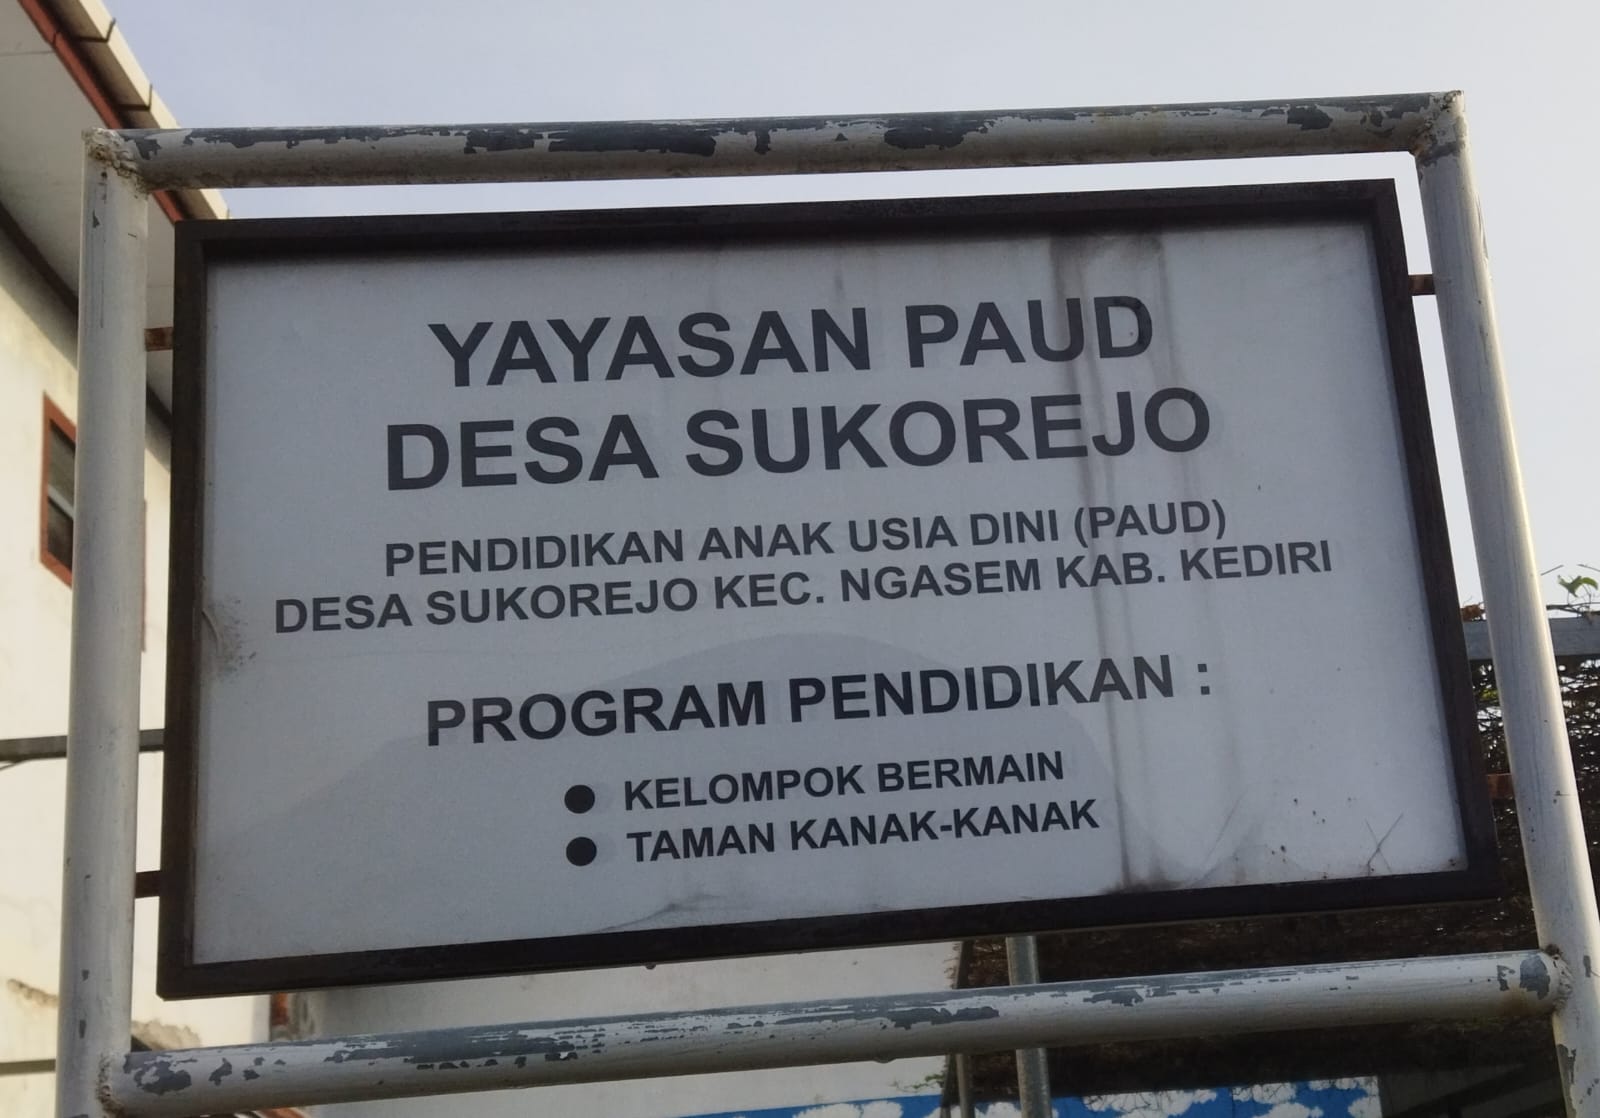 YAYASAN PAUD
DESA SUKOREJO
PENDIDIKAN ANAK USIA DINI (PAUD)
DESA SUKOREJO KEC. NGASEM KAB. KEDIRI
PROGRAM PENDIDIKAN :
● KELOMPOK BERMAIN
● TAMAN KANAK-KANAK